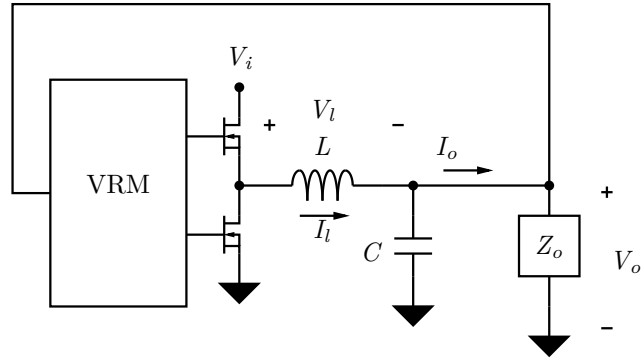 V_i
V_l
+ −
L
I_o
VRM
+
I_l
C
Z_o
V_o
−